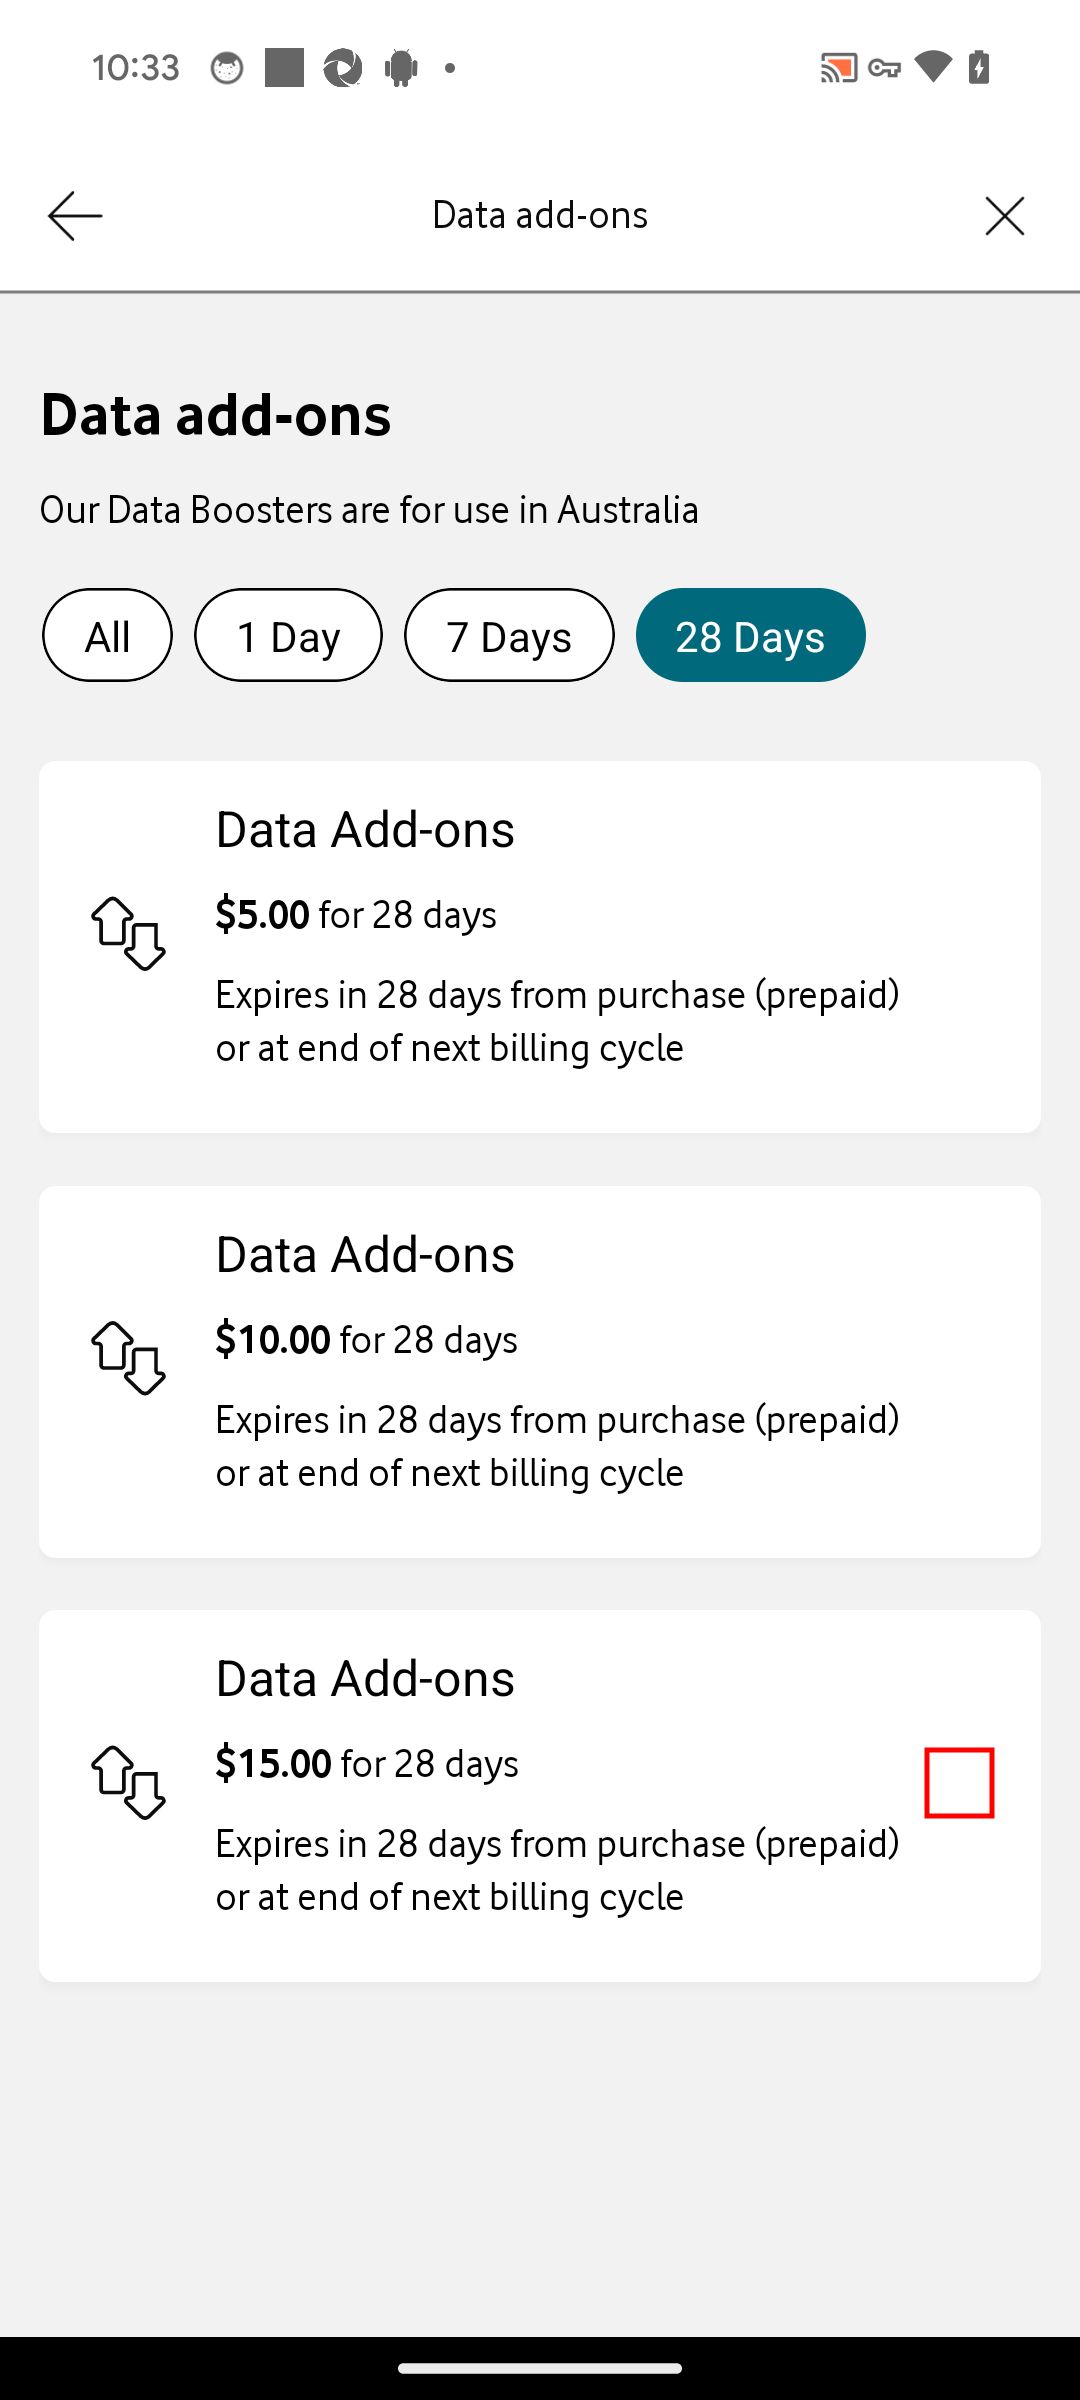 10:33
Data add-ons
Data add-ons
Our Data Boosters are for use in Australia
All
1 Day
7 Days
28 Days
Data Add-ons
$5.00 for 28 days
Expires in 28 days from purchase (prepaid)
or at end of next billing cycle
Data Add-ons
$10.00 for 28 days
Expires in 28 days from purchase (prepaid)
or at end of next billing cycle
Data Add-ons
$15.00 for 28 days
Expires in 28 days from purchase (prepaid)
or at end of next billing cycle